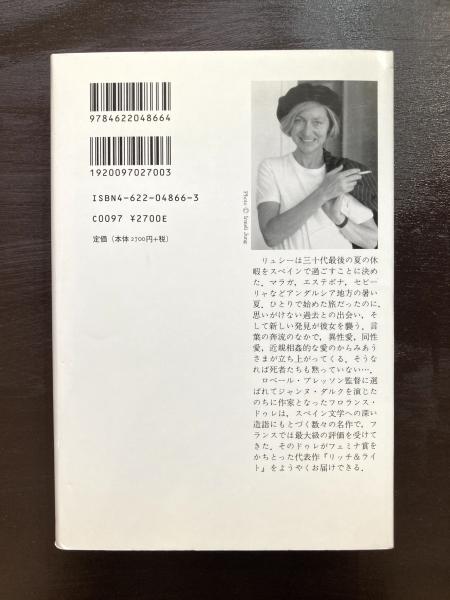 9784622048664
1920097027003
ISBN4-622-04866-3
C0097 ¥2700E
定価 (本体2700円+税)
Photo © Irmeli Jung
リュシーは三十代最後の夏の休
暇をスペインで過ごすことに決め
た．マラガ，エステポナ，セビー
リャなどアンダルシア地方の暑い
夏．ひとりで始めた旅だったのに，
思いがけない過去との出会い，そ
して新しい発見が彼女を襲う．言
葉の奔流のなかで，異性愛，同性
愛，近親相姦的な愛のからみあう
さまが立ち上がってくる．そうなれ
ば死者たちも黙っていない…．
ロベール・ブレッソン監督に選
ばれてジャンヌ・ダルクを演じた
のちに作家となったフロランス・
ドゥレは，スペイン文学への深い
造詣にもとづく数々の名作で，フ
ランスでは最大級の評価を受けて
きた．そのドゥレがフェミナ賞を
かちとった代表作『リッチ＆ライ
ト』をようやくお届けできる．